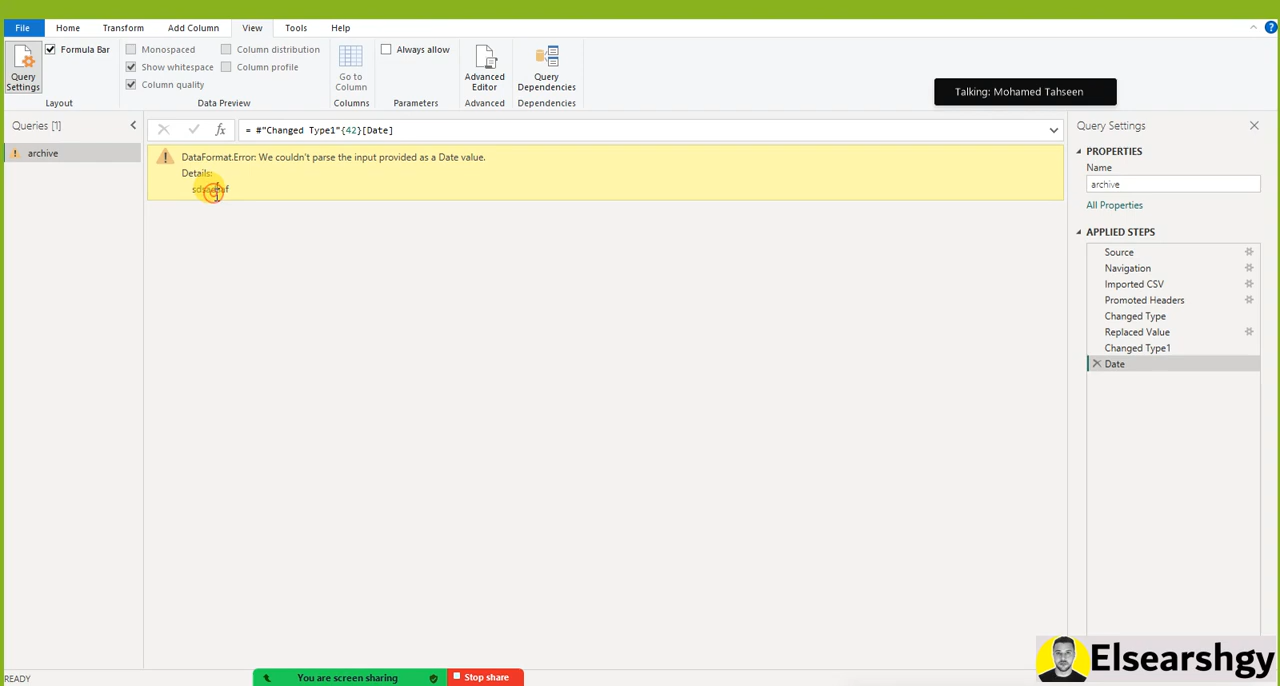 File Home Transform Add Column View Tools Help
Formula Bar
Monospaced
Column distribution
Always allow
Show whitespace
Column profile
Column quality
Query Settings
Go to Column
Advanced Editor
Query Dependencies
Layout
Data Preview
Columns
Parameters
Advanced
Dependencies
Talking: Mohamed Tahseen
Queries [1]
archive
fx
= #"Changed Type1"{42}[Date]
DataFormat.Error: We couldn't parse the input provided as a Date value.
Details:
Query Settings
PROPERTIES
Name
archive
All Properties
APPLIED STEPS
Source
Navigation
Imported CSV
Promoted Headers
Changed Type
Replaced Value
Changed Type1
Date
READY
You are screen sharing
Stop share
Elsearshgy